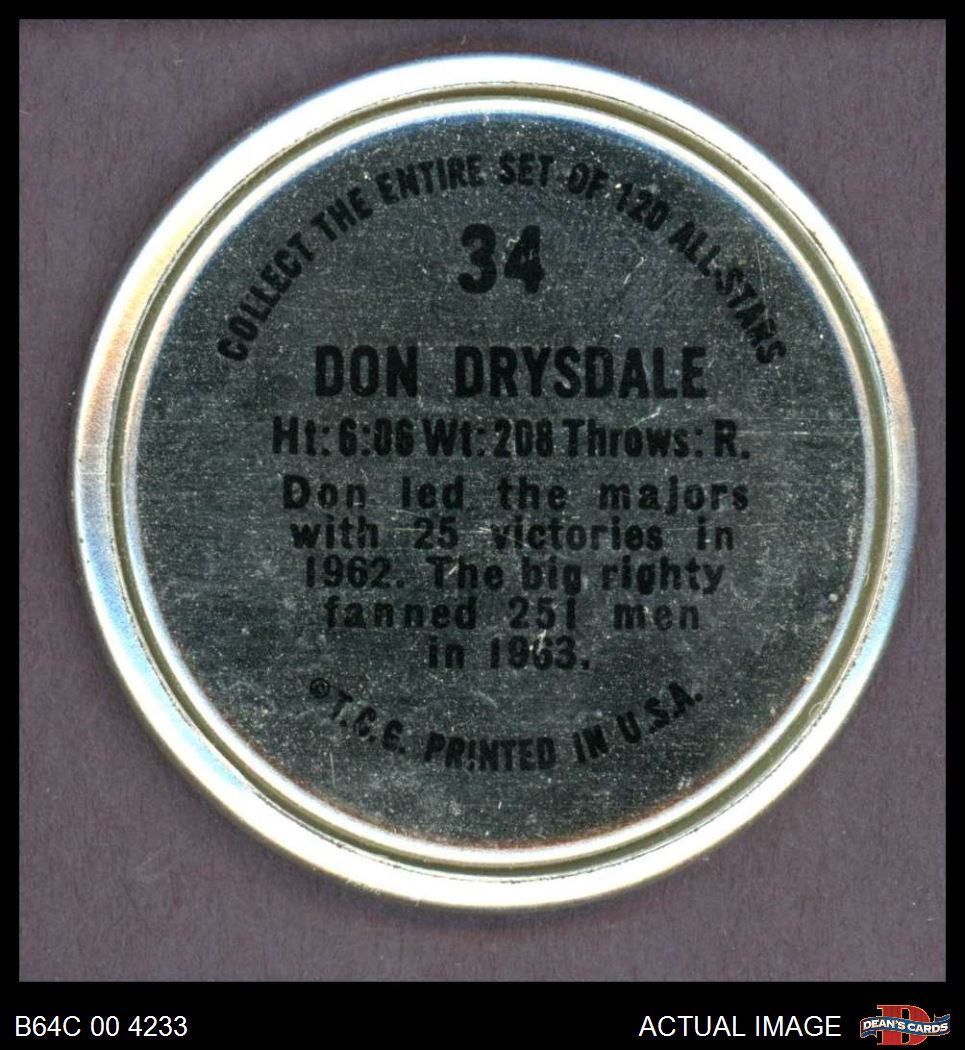 COLLECT THE ENTIRE SET OF 120 ALL-STARS
34
DON DRYSDALE
Ht: 6:06 Wt: 208 Throws: R.
Don led the majors
with 25 victories in
1962. The big righty
fanned 251 men
in 1963.
© T.C.G. PRINTED IN U.S.A.
B64C 00 4233
ACTUAL IMAGE
DEAN'S CARDS